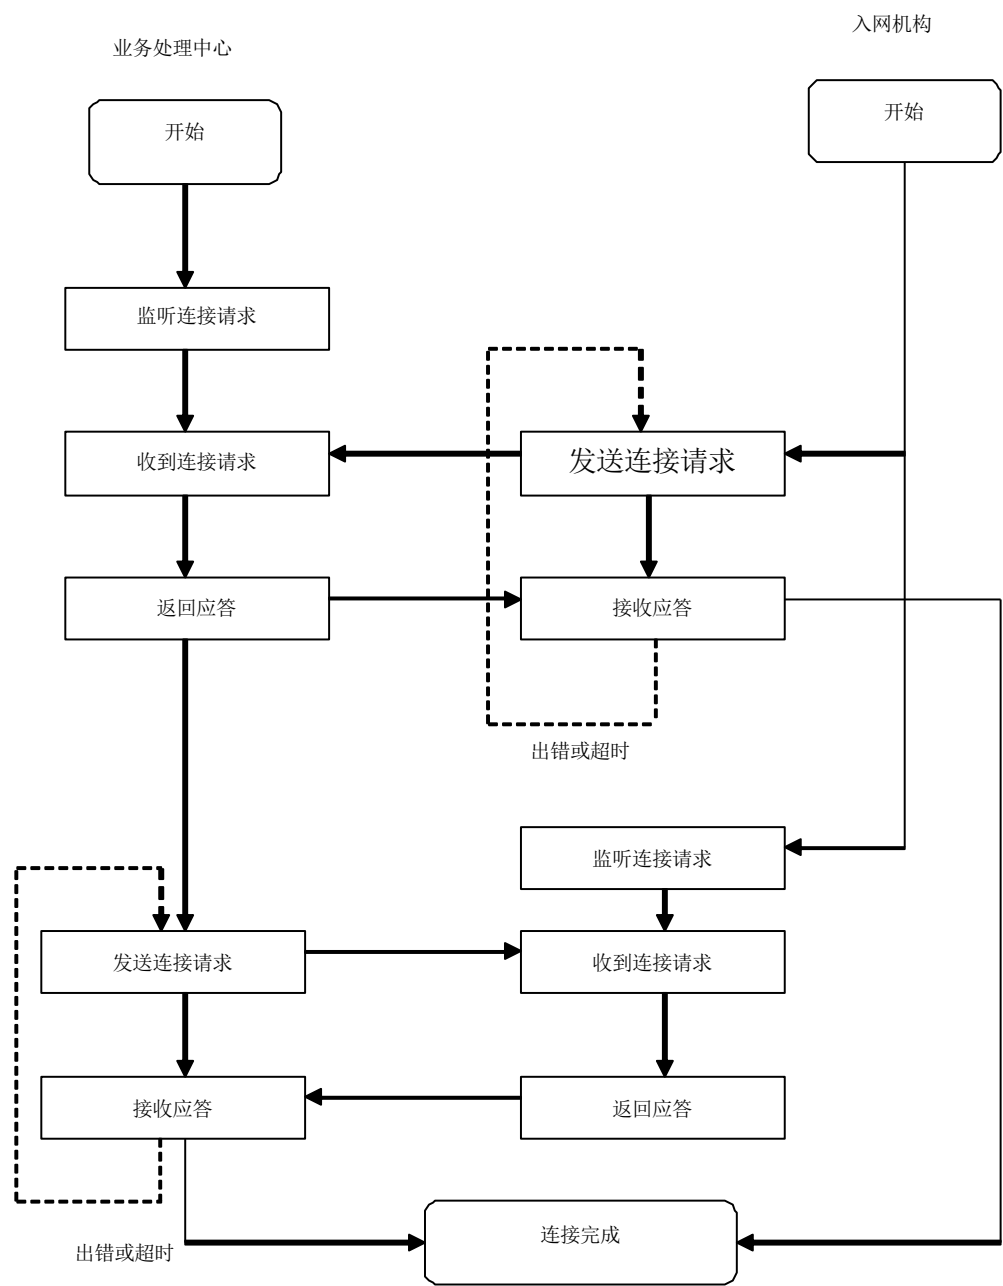 入网机构
业务处理中心
开始
开始
监听连接请求
收到连接请求
发送连接请求
返回应答
接收应答
出错或超时
监听连接请求
发送连接请求
收到连接请求
接收应答
返回应答
连接完成
出错或超时